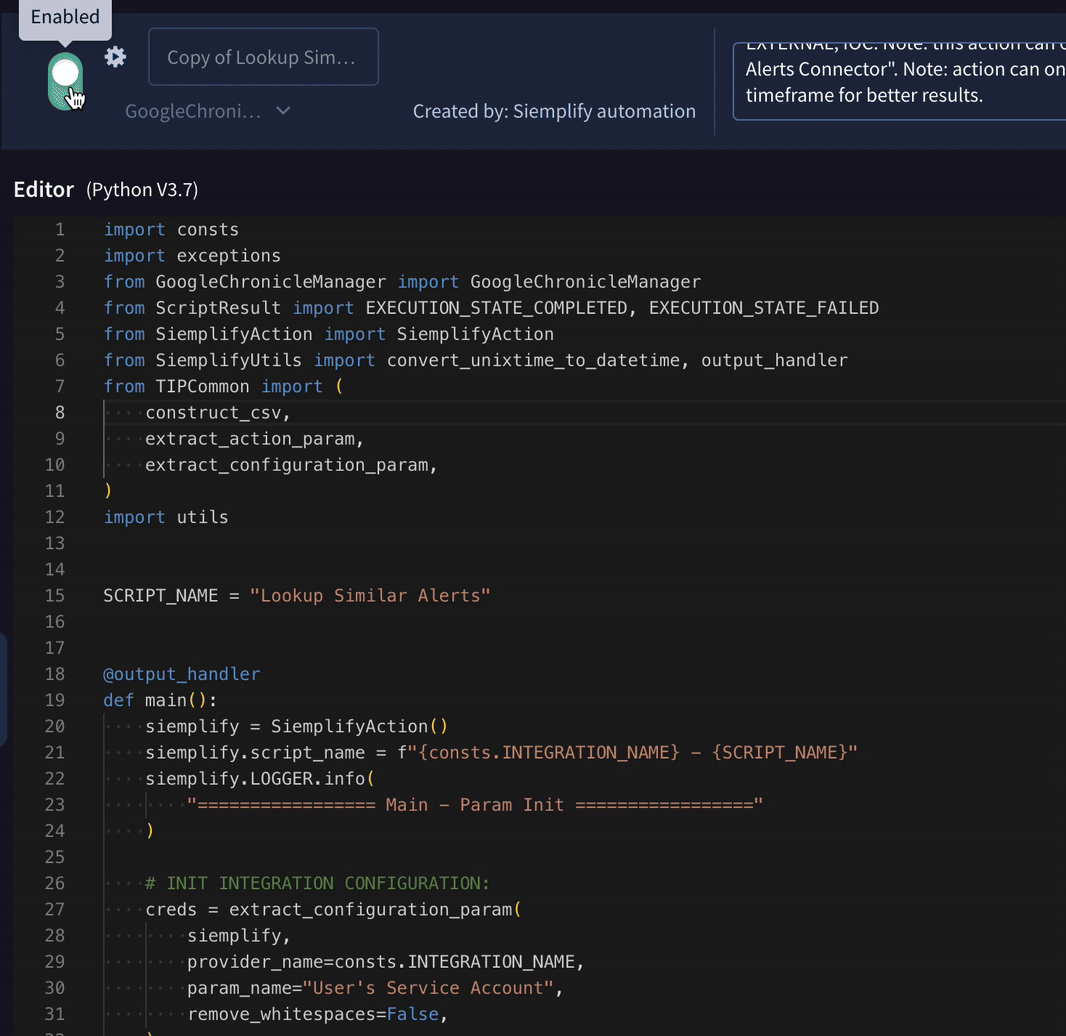 Enabled
Copy of Lookup Sim...
GoogleChroni...
Created by: Siemplify automation
EXTERNAL, IOC. Note: this action can
Alerts Connector". Note: action can on
timeframe for better results.
Editor (Python V3.7)
1 import consts
2 import exceptions
3 from GoogleChronicleManager import GoogleChronicleManager
4 from ScriptResult import EXECUTION_STATE_COMPLETED, EXECUTION_STATE_FAILED
5 from SiemplifyAction import SiemplifyAction
6 from SiemplifyUtils import convert_unixtime_to_datetime, output_handler
7 from TIPCommon import (
8 ····construct_csv,
9 ····extract_action_param,
10 ····extract_configuration_param,
11 )
12 import utils
13
14
15 SCRIPT_NAME = "Lookup Similar Alerts"
16
17
18 @output_handler
19 def main():
20 ····siemplify = SiemplifyAction()
21 ····siemplify.script_name = f"{consts.INTEGRATION_NAME} - {SCRIPT_NAME}"
22 ····siemplify.LOGGER.info(
23 ········"================= Main - Param Init ================="
24 ····)
25
26 ····# INIT INTEGRATION CONFIGURATION:
27 ····creds = extract_configuration_param(
28 ········siemplify,
29 ········provider_name=consts.INTEGRATION_NAME,
30 ········param_name="User's Service Account",
31 ········remove_whitespaces=False,